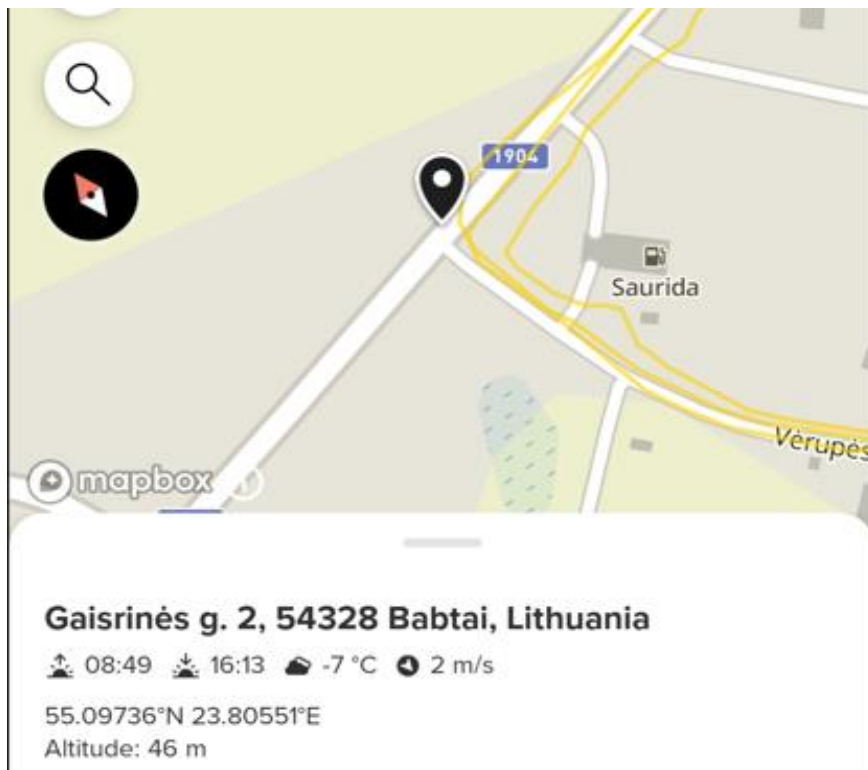 1904
Saurida
Vėrupės
mapbox
Gaisrinės g. 2, 54328 Babtai, Lithuania
08:49 16:13 -7 °C 2 m/s
55.09736°N 23.80551°E
Altitude: 46 m